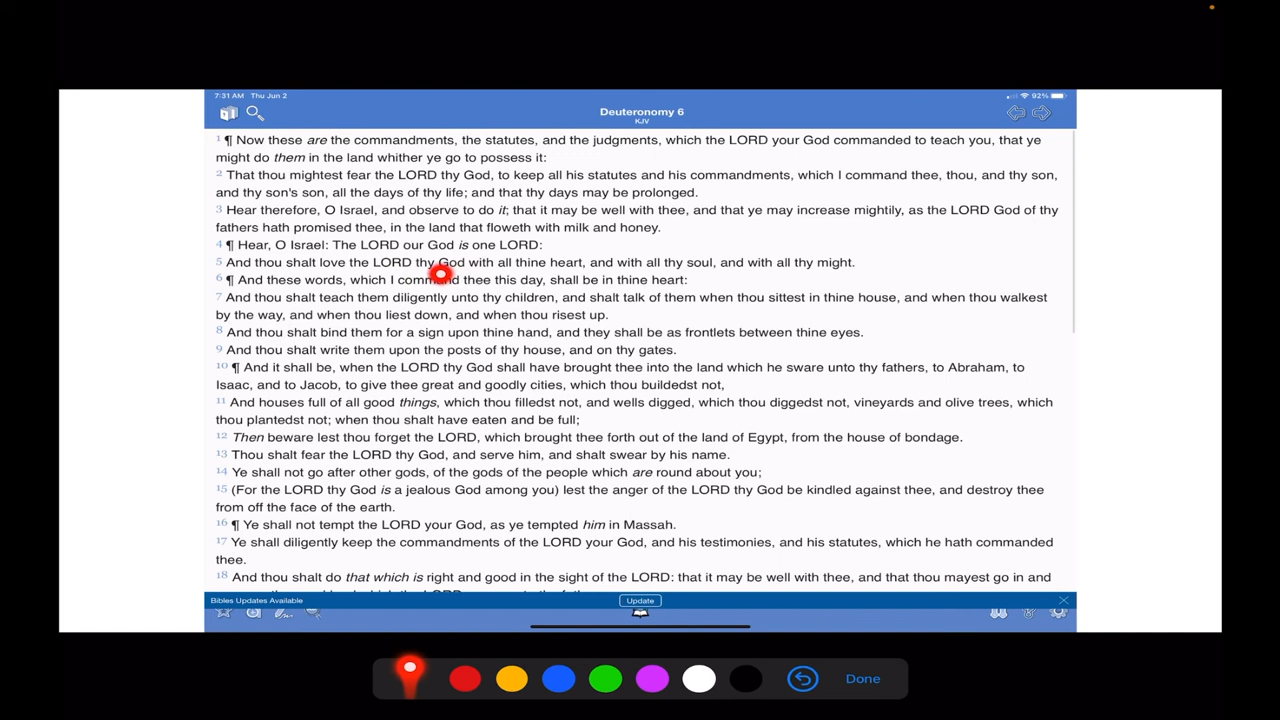 7:31 AM Thu Jun 2
92%
Deuteronomy 6
KJV
1 ¶ Now these are the commandments, the statutes, and the judgments, which the LORD your God commanded to teach you, that ye
might do them in the land whither ye go to possess it:
2 That thou mightest fear the LORD thy God, to keep all his statutes and his commandments, which I command thee, thou, and thy son,
and thy son's son, all the days of thy life; and that thy days may be prolonged.
3 Hear therefore, O Israel, and observe to do it; that it may be well with thee, and that ye may increase mightily, as the LORD God of thy
fathers hath promised thee, in the land that floweth with milk and honey.
4 ¶ Hear, O Israel: The LORD our God is one LORD:
5 And thou shalt love the LORD thy God with all thine heart, and with all thy soul, and with all thy might.
6 ¶ And these words, which I command thee this day, shall be in thine heart:
7 And thou shalt teach them diligently unto thy children, and shalt talk of them when thou sittest in thine house, and when thou walkest
by the way, and when thou liest down, and when thou risest up.
8 And thou shalt bind them for a sign upon thine hand, and they shall be as frontlets between thine eyes.
9 And thou shalt write them upon the posts of thy house, and on thy gates.
10 ¶ And it shall be, when the LORD thy God shall have brought thee into the land which he sware unto thy fathers, to Abraham, to
Isaac, and to Jacob, to give thee great and goodly cities, which thou buildedst not,
11 And houses full of all good things, which thou filledst not, and wells digged, which thou diggedst not, vineyards and olive trees, which
thou plantedst not; when thou shalt have eaten and be full;
12 Then beware lest thou forget the LORD, which brought thee forth out of the land of Egypt, from the house of bondage.
13 Thou shalt fear the LORD thy God, and serve him, and shalt swear by his name.
14 Ye shall not go after other gods, of the gods of the people which are round about you;
15 (For the LORD thy God is a jealous God among you) lest the anger of the LORD thy God be kindled against thee, and destroy thee
from off the face of the earth.
16 ¶ Ye shall not tempt the LORD your God, as ye tempted him in Massah.
17 Ye shall diligently keep the commandments of the LORD your God, and his testimonies, and his statutes, which he hath commanded
thee.
18 And thou shalt do that which is right and good in the sight of the LORD: that it may be well with thee, and that thou mayest go in and
Bibles Updates Available
Update
Done